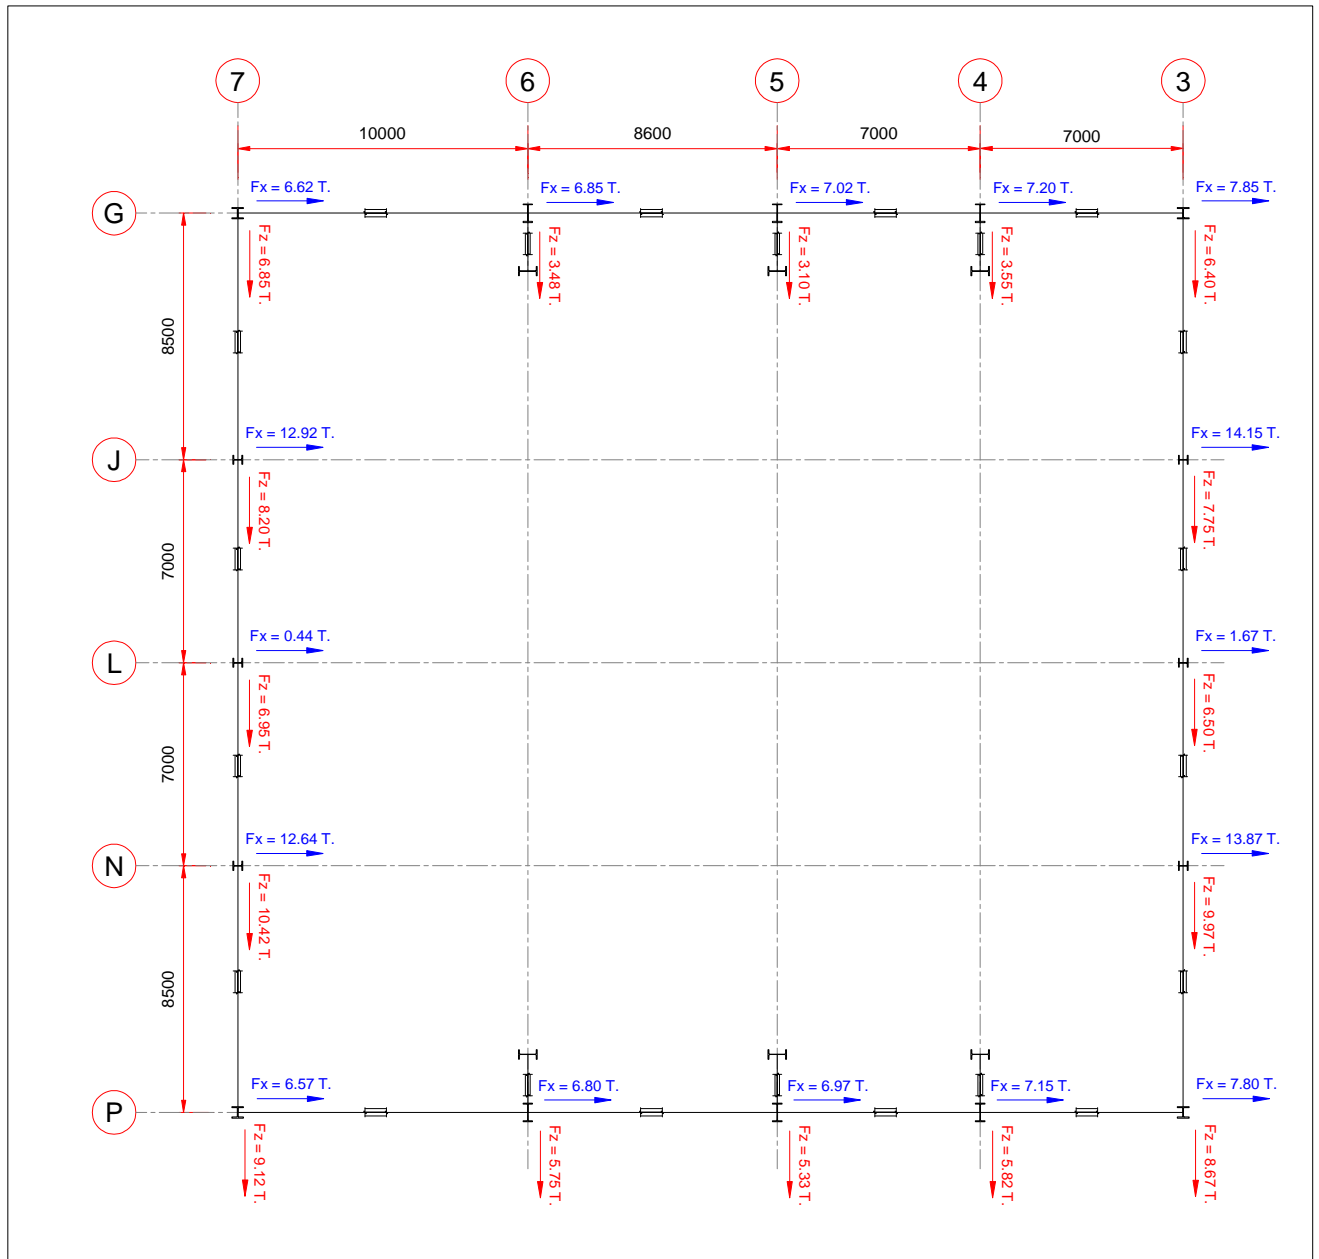 7
6
5
4
3
10000
8600
7000
7000
Fx = 6.62 T.
Fx = 6.85 T.
Fx = 7.02 T.
Fx = 7.20 T.
Fx = 7.85 T.
G
Fz = 6.85 T.
Fz = 3.48 T.
Fz = 3.10 T.
Fz = 3.55 T.
Fz = 6.40 T.
8500
Fx = 12.92 T.
Fx = 14.15 T.
J
Fz = 8.20 T.
Fz = 7.75 T.
7000
Fx = 0.44 T.
Fx = 1.67 T.
L
Fz = 6.95 T.
Fz = 6.50 T.
7000
Fx = 12.64 T.
Fx = 13.87 T.
N
Fz = 10.42 T.
Fz = 9.97 T.
8500
Fx = 6.57 T.
Fx = 6.80 T.
Fx = 6.97 T.
Fx = 7.15 T.
Fx = 7.80 T.
P
Fz = 9.12 T.
Fz = 5.75 T.
Fz = 5.33 T.
Fz = 5.82 T.
Fz = 8.67 T.